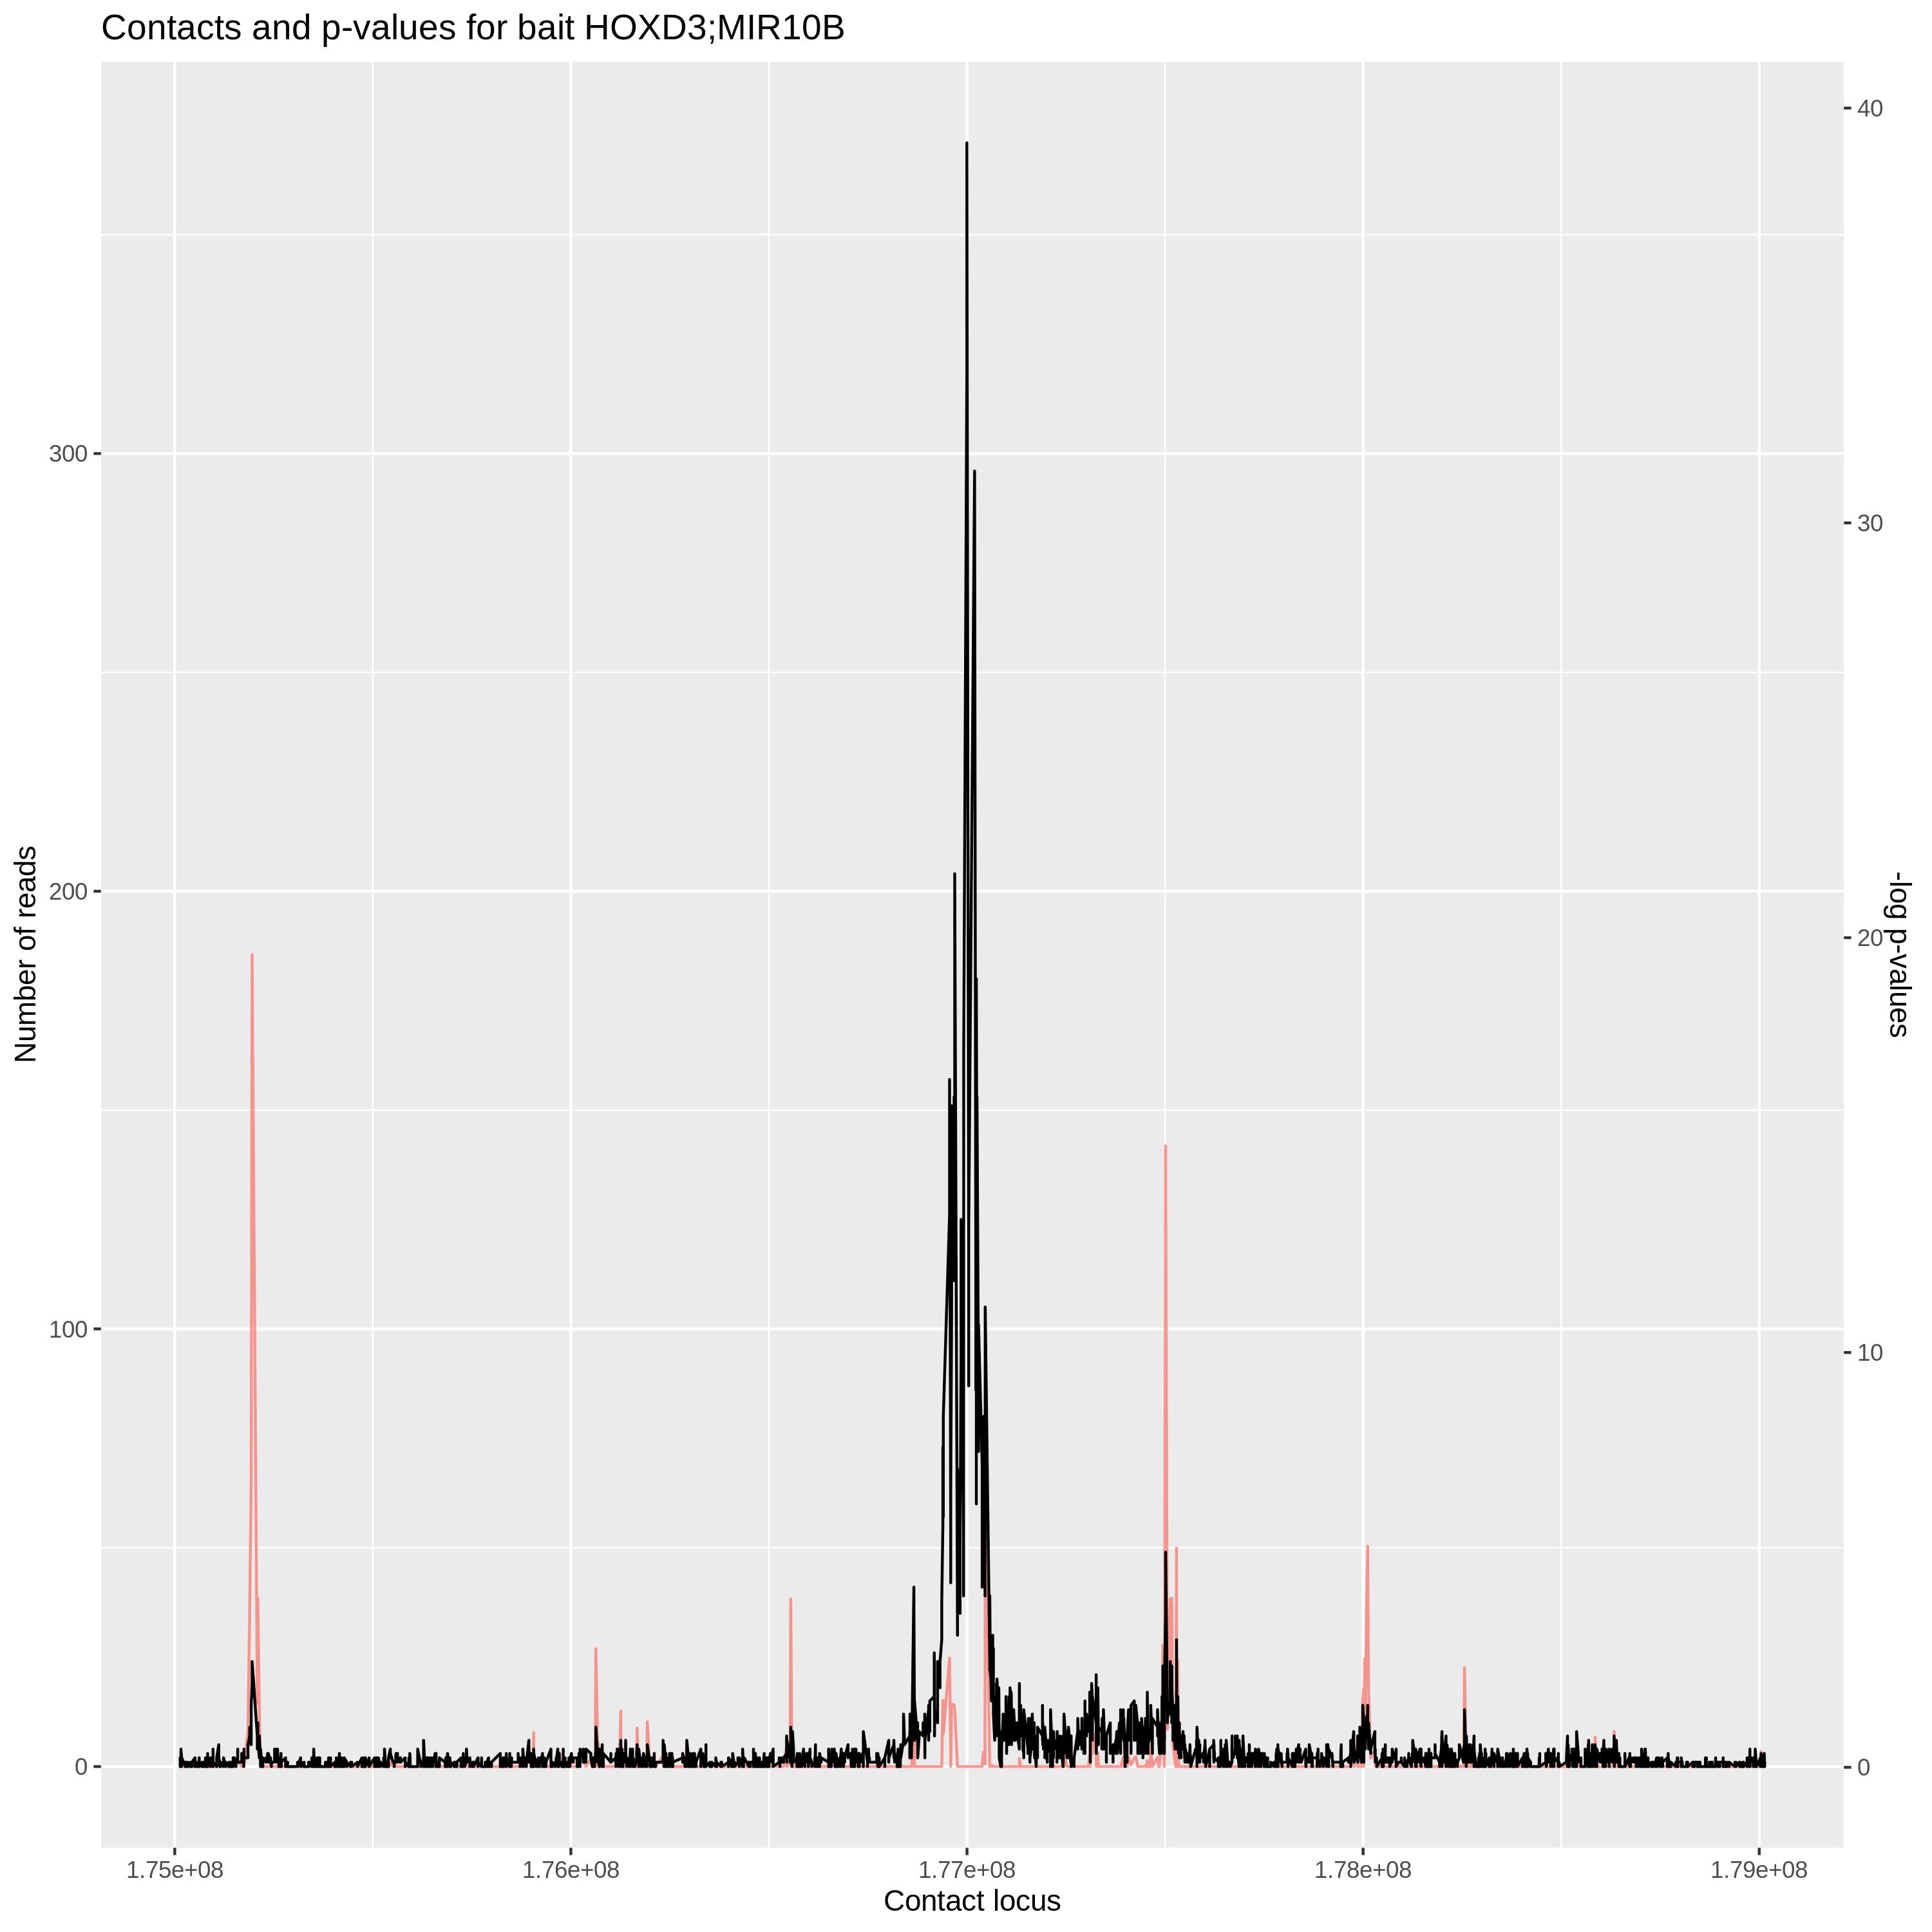 Contacts and p-values for bait HOXD3;MIR10B
40
300
30
200
20
100
10
0
0
Number of reads
-log p-values
1.75e+08 1.76e+08 1.77e+08 1.78e+08 1.79e+08
Contact locus